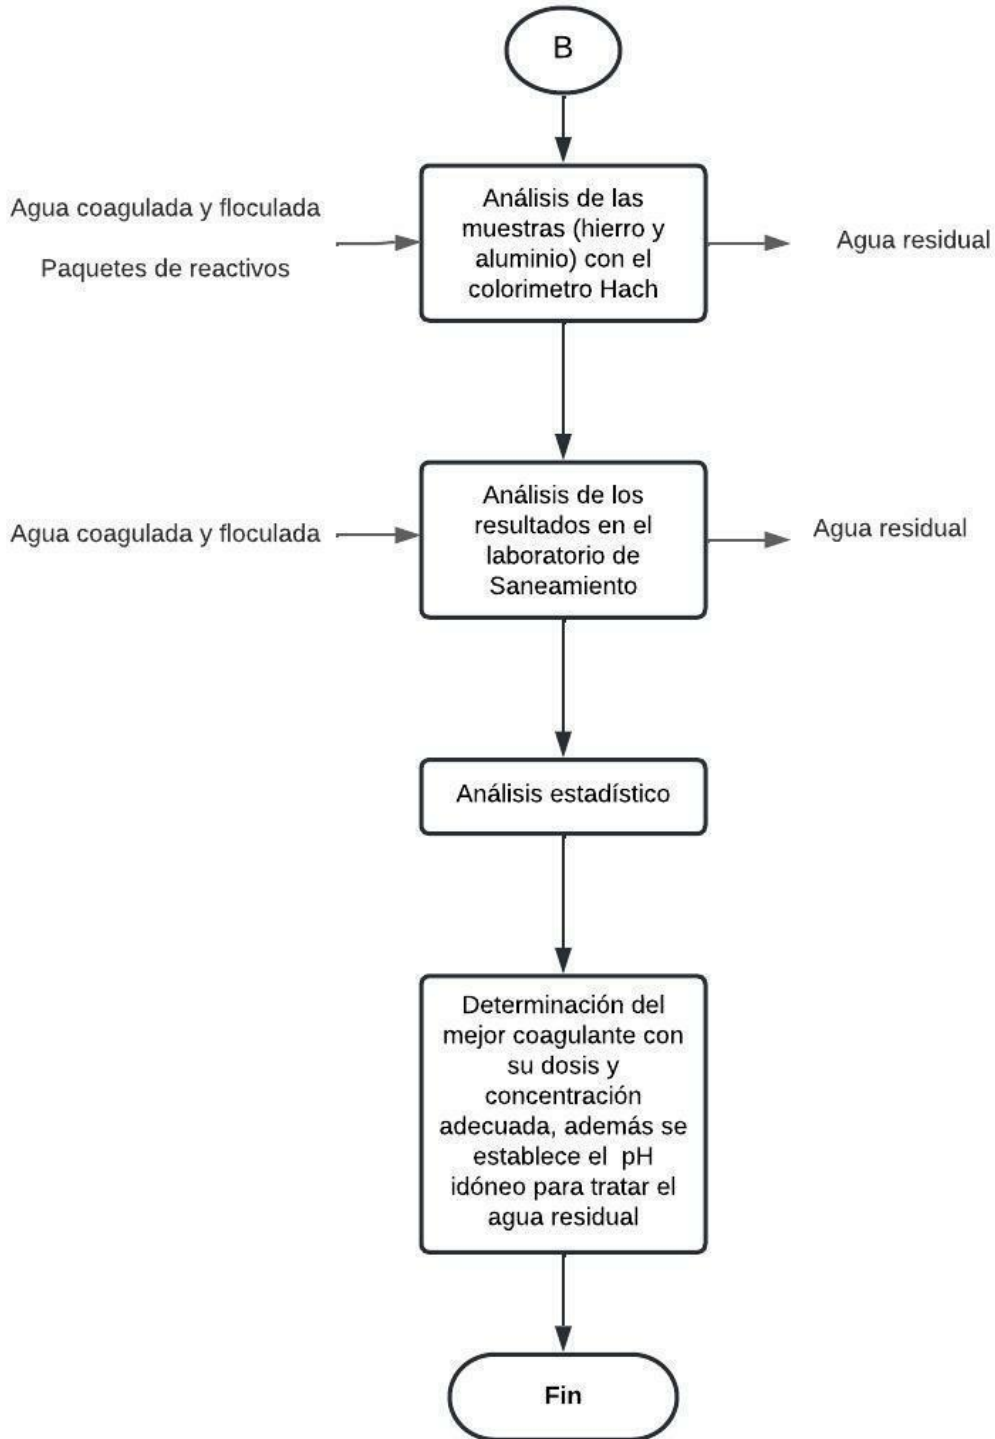 B
Agua coagulada y floculada
Paquetes de reactivos
Análisis de las
muestras (hierro y
aluminio) con el
colorimetro Hach
Agua residual
Agua coagulada y floculada
Análisis de los
resultados en el
laboratorio de
Saneamiento
Agua residual
Análisis estadístico
Determinación del
mejor coagulante con
su dosis y
concentración
adecuada, además se
establece el pH
idóneo para tratar el
agua residual
Fin